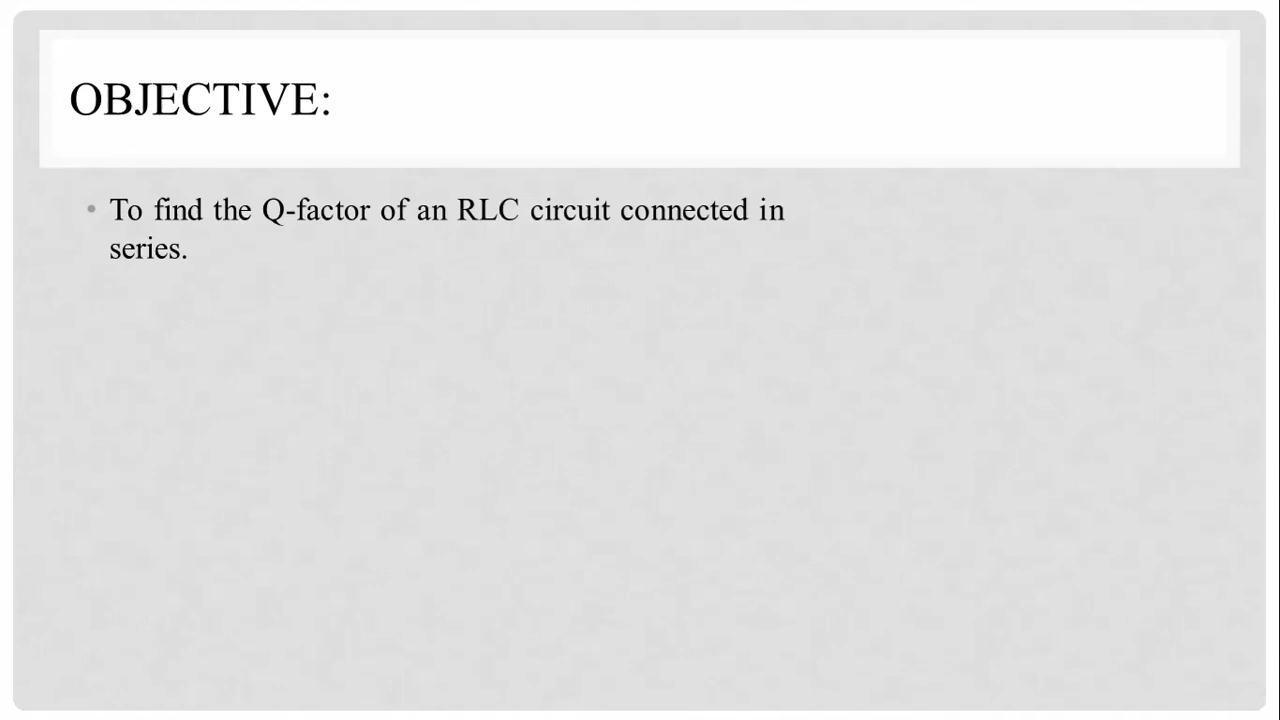 OBJECTIVE:
• To find the Q-factor of an RLC circuit connected in
series.